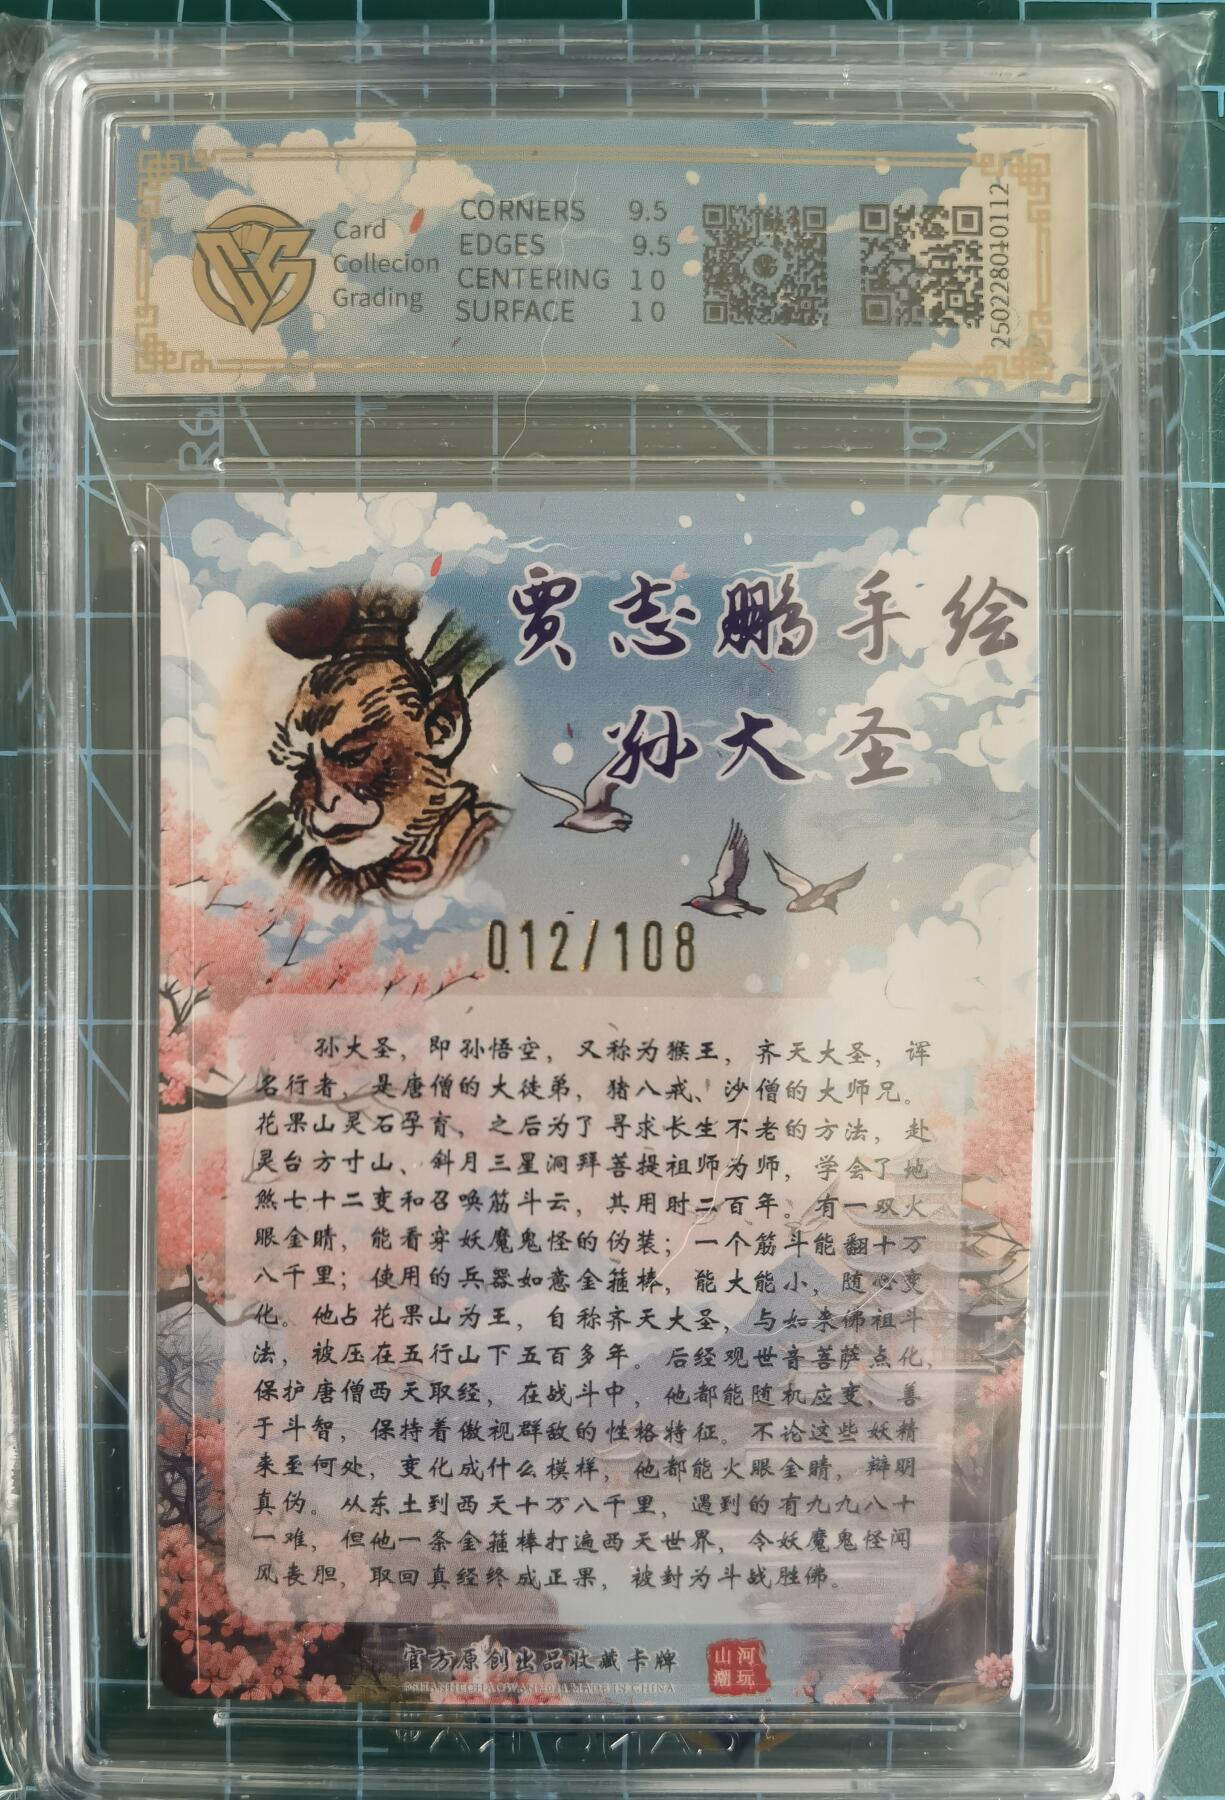 Card
Collecion
Grading
CORNERS 9.5
EDGES 9.5
CENTERING 10
SURFACE 10
250228010112
贾志鹏手绘
孙大圣
012/108
孙大圣，即孙悟空，又称为猴王，齐天大圣，诨
名行者，是唐僧的大徒弟，猪八戒、沙僧的大师兄。
花果山灵石孕育，之后为了寻求长生不老的方法，赴
灵台方寸山、斜月三星洞拜菩提祖师为师，学会了地
煞七十二变和召唤筋斗云，其用时二百年。有一双火
眼金睛，能看穿妖魔鬼怪的伪装；一个筋斗能翻十万
八千里；使用的兵器如意金箍棒，能大能小，随心变
化。他占花果山为王，自称齐天大圣，与如来佛祖斗
法，被压在五行山下五百多年。后经观世音菩萨点化，
保护唐僧西天取经，在战斗中，他都能随机应变，善
于斗智，保持着傲视群敌的性格特征。不论这些妖精
来至何处，变化成什么模样，他都能火眼金睛，辩明
真伪。从东土到西天十万八千里，遇到的有九九八十
一难，但他一条金箍棒打遍西天世界，令妖魔鬼怪闻
风丧胆，取回真经终成正果，被封为斗战胜佛。
官方原创出品收藏卡牌
山河
潮玩